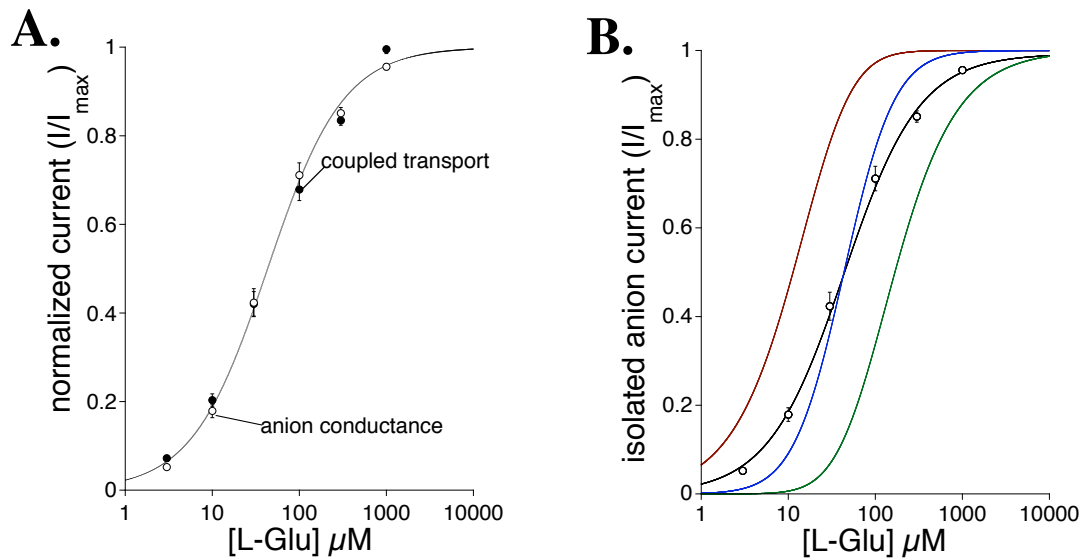 A.
normalized current (I/I_max)
1
0.8
0.6
0.4
0.2
0
coupled transport
anion conductance
1
10
100
1000
10000
[L-Glu] µM
B.
isolated anion current (I/I_max)
1
0.8
0.6
0.4
0.2
0
1
10
100
1000
10000
[L-Glu] µM